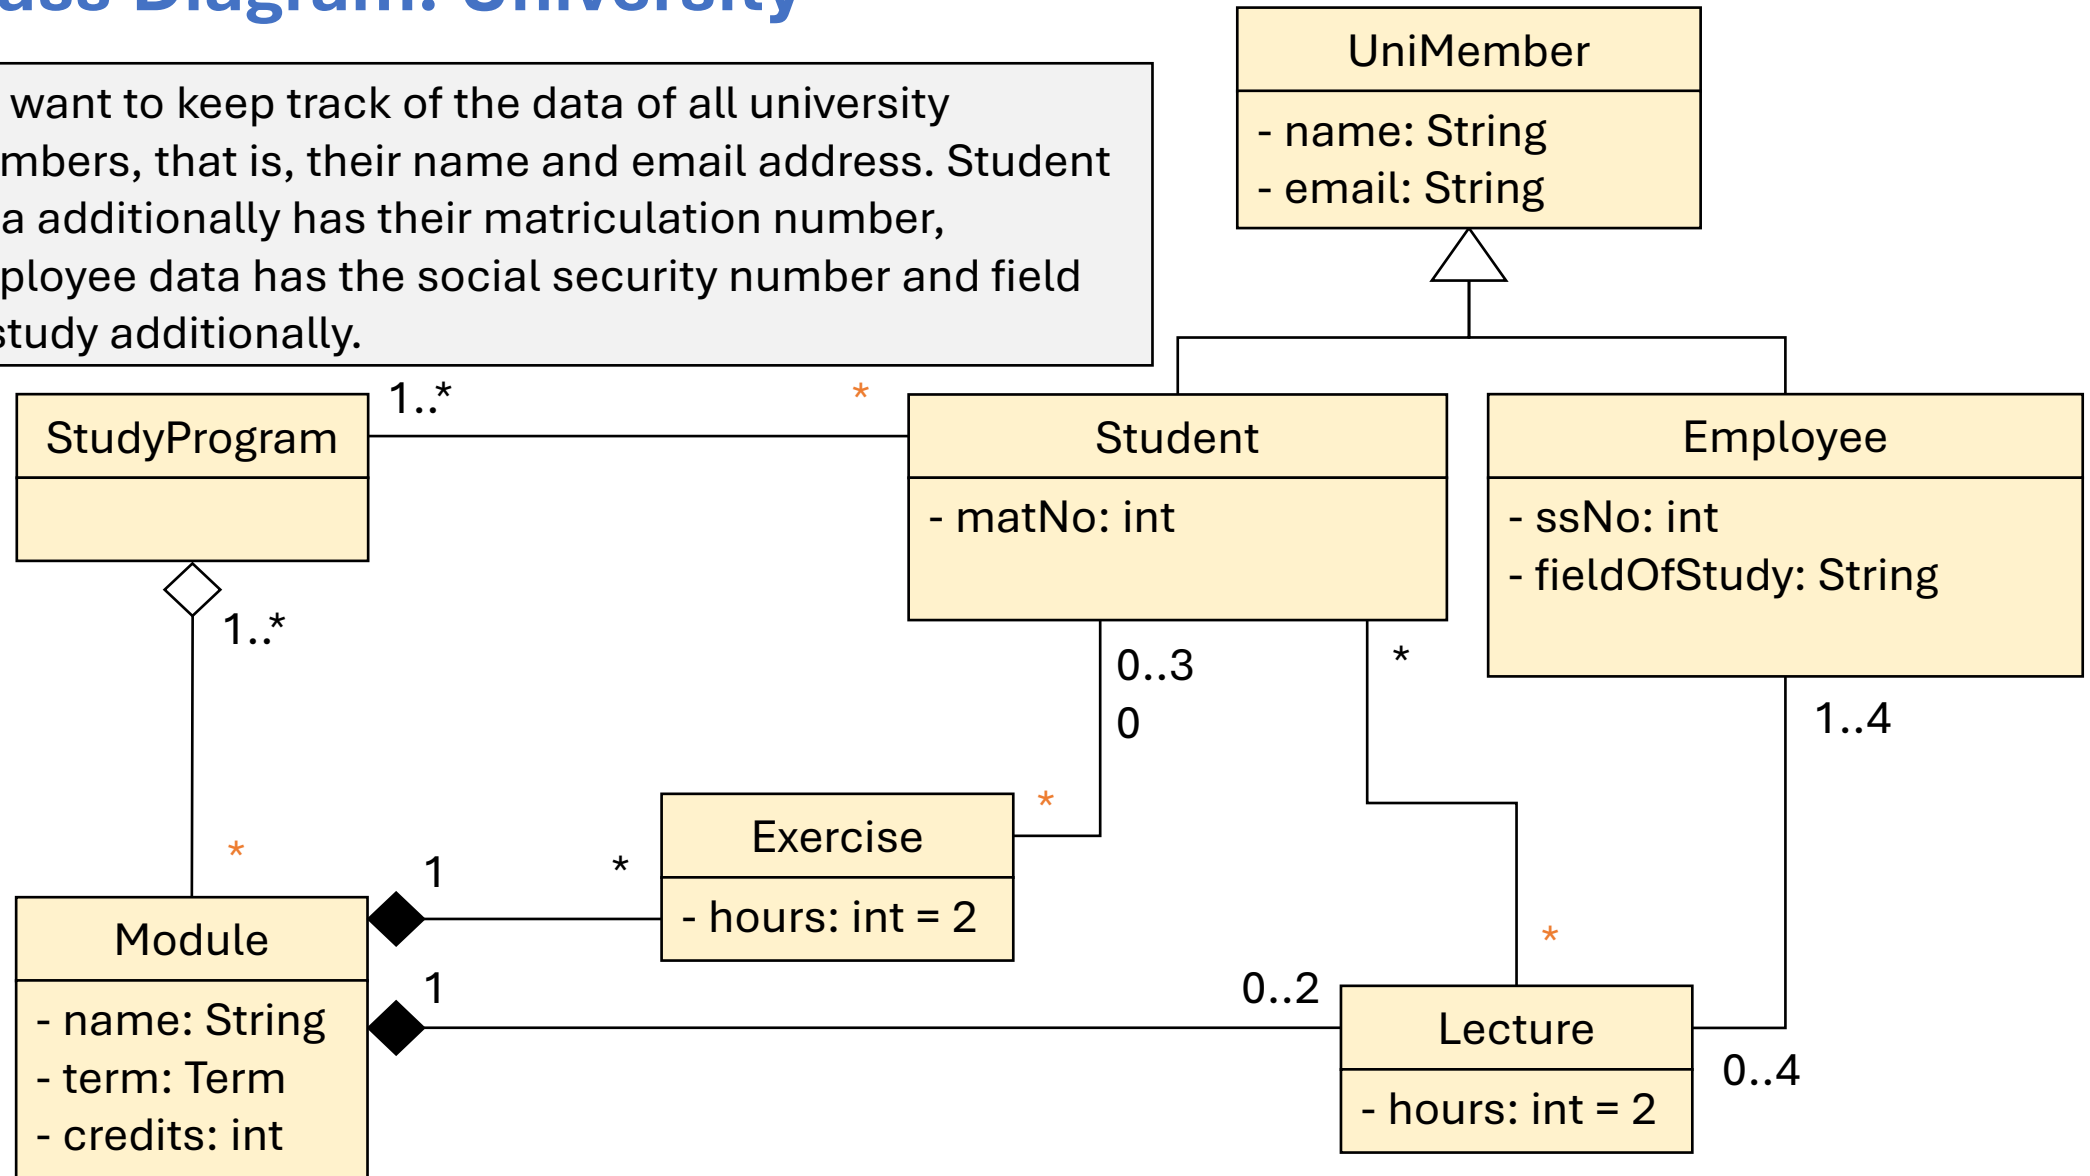 ass Diagram: University
want to keep track of the data of all university
mbers, that is, their name and email address. Student
a additionally has their matriculation number,
ployee data has the social security number and field
study additionally.
UniMember
- name: String
- email: String
StudyProgram
1..*
*
Student
- matNo: int
Employee
- ssNo: int
- fieldOfStudy: String
1..*
0..3
0
*
1..4
*
1
*
Exercise
- hours: int = 2
*
*
Module
- name: String
- term: Term
- credits: int
1
0..2
Lecture
- hours: int = 2
0..4